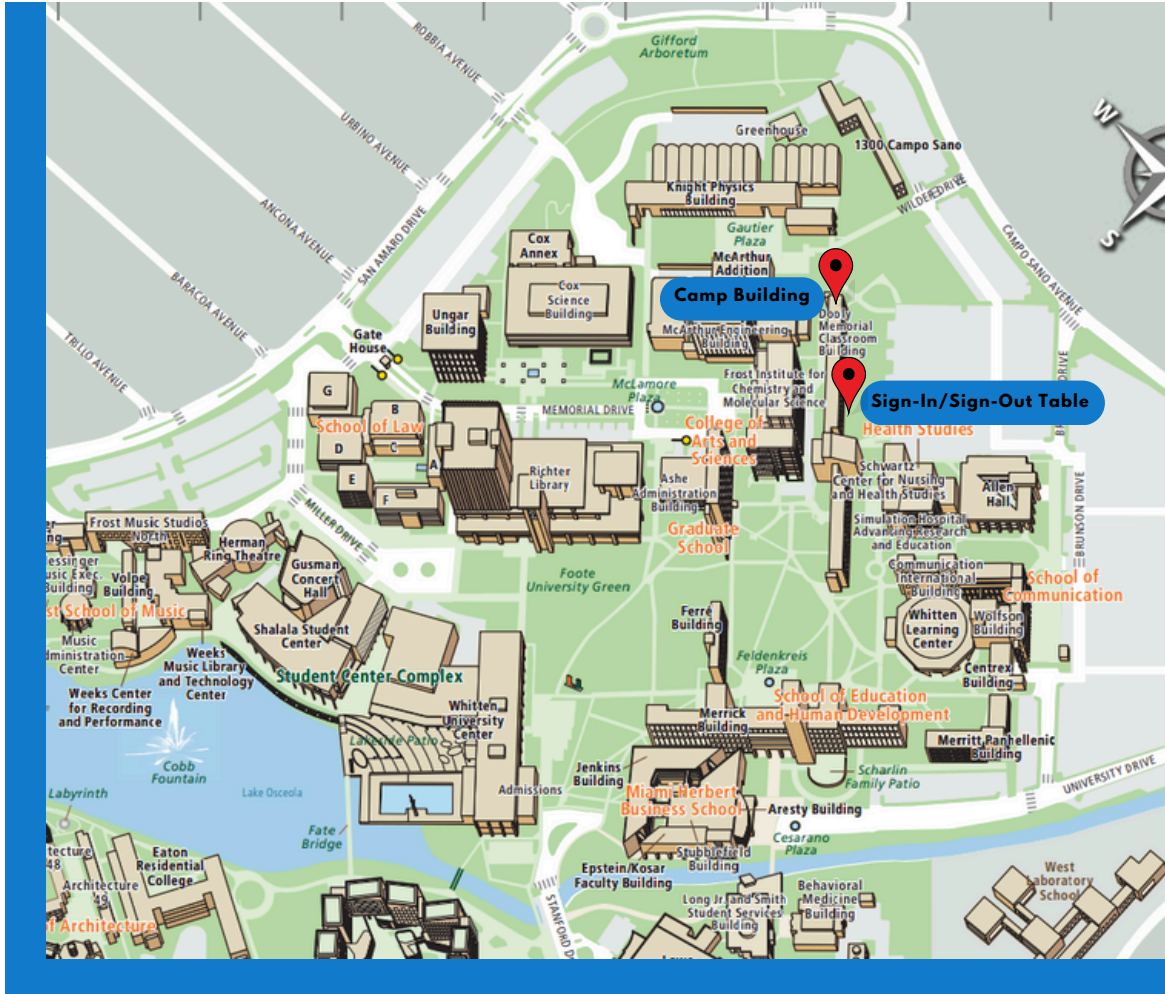 ROBBIA AVENUE
Gifford
Arboretum
URBINO AVENUE
Greenhouse
1300 Campo Sano
W
S
ANCONA AVENUE
Knight Physics
Building
WILDER DRIVE
CAMPO SANO AVENUE
SAN AMARO DRIVE
Gautier
Plaza
BARACOA AVENUE
Cox
Annex
McArthur
Addition
Cox
Science
Building
Camp Building
TRILLO AVENUE
Ungar
Building
Dooly
Memorial
Classroom
Building
McArthur Engineering
Building
Gate
House
Frost Institute for
Chemistry and
Molecular Science
McLamore
Plaza
G
B
MEMORIAL DRIVE
Sign-In/Sign-Out Table
School of Law
College of
Arts and
Sciences
Health Studies
D
C
A
E
F
Richter
Library
Ashe
Administration
Building
Schwartz
Center for Nursing
and Health Studies
Allen
Hall
Graduate
School
Simulation Hospital
Advancing Research
and Education
BRUNSON DRIVE
MILLER DRIVE
Frost Music Studios
North
Herman
Ring Theatre
Gusman
Concert
Hall
Volpe
Building
usic Exec.
Building
st School of Music
Music
dministration
Center
Foote
University Green
Communication
International
Building
School of
Communication
Ferré
Building
Whitten
Learning
Center
Wolfson
Building
Shalala Student
Center
Weeks
Music Library
and Technology
Center
Student Center Complex
Feldenkreis
Plaza
Centrex
Building
Weeks Center
for Recording
and Performance
School of Education
and Human Development
Whitten
University
Center
Merrick
Building
Merritt Panhellenic
Building
Lakeside Patio
Cobb
Fountain
Jenkins
Building
Scharlin
Family Patio
UNIVERSITY DRIVE
Labyrinth
Lake Osceola
Admissions
Miami Herbert
Business School
Aresty Building
Fate
Bridge
Cesarano
Plaza
Stubblefield
Building
Epstein/Kosar
Faculty Building
tecture
48
Eaton
Residential
College
Architecture
49
of Architecture
STANFORD D
Long Jr. and Smith
Student Services
Building
Behavioral
Medicine
Building
West
Laboratory
School